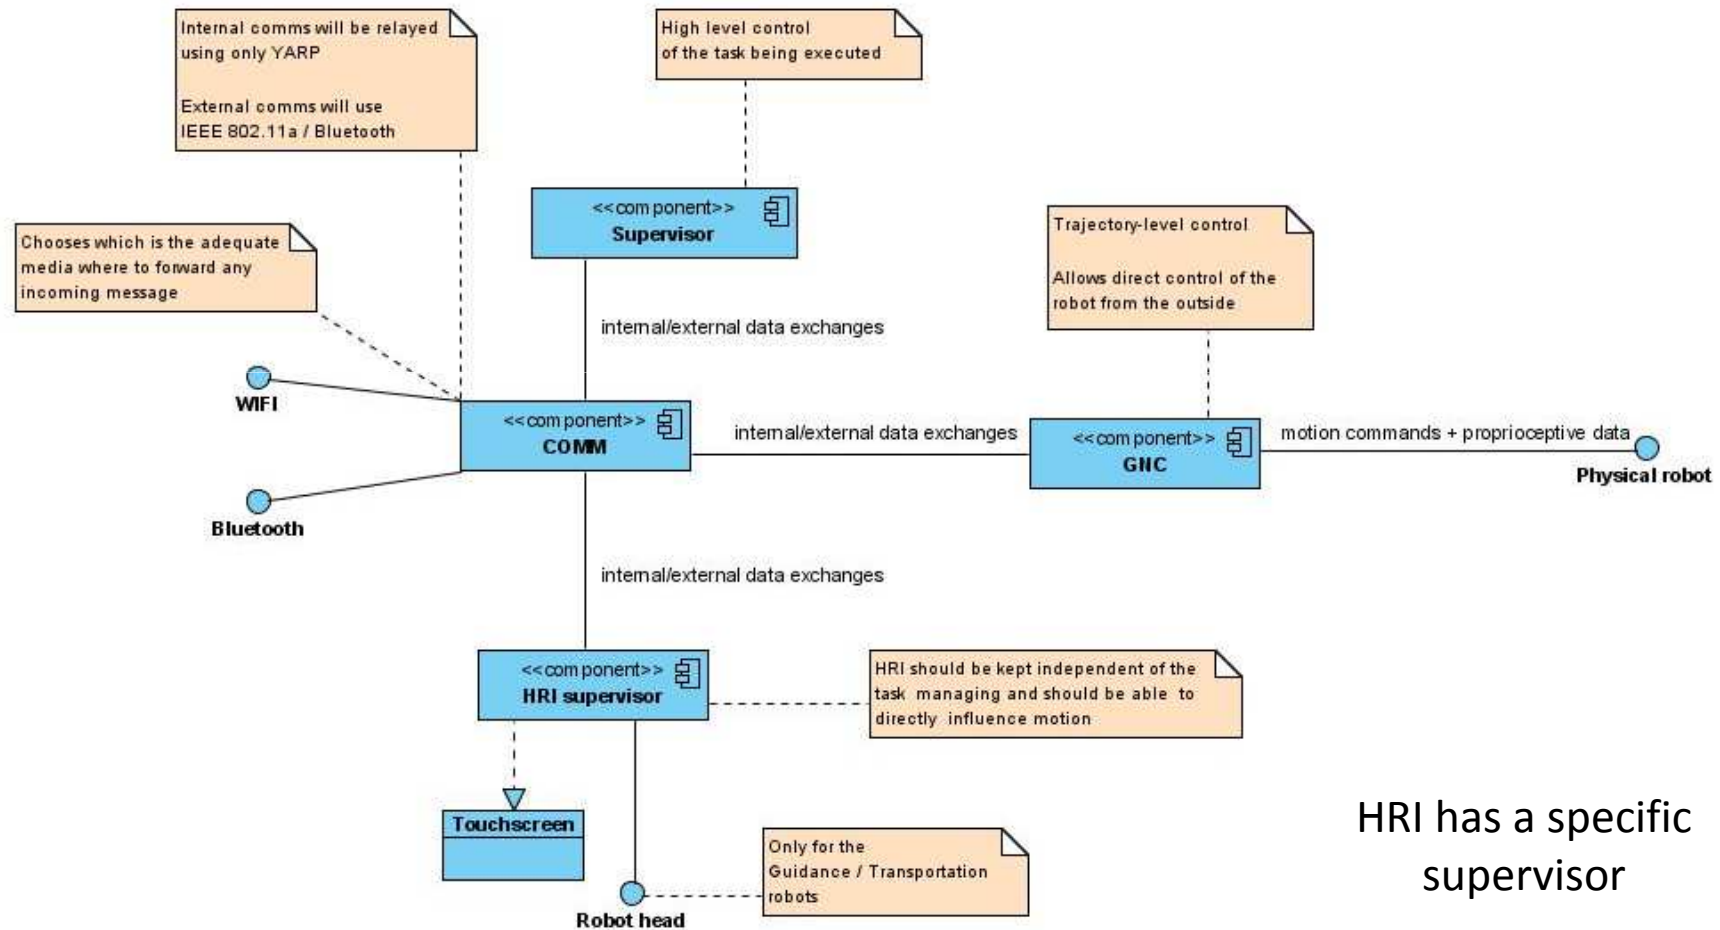 Internal comms will be relayed
using only YARP
External comms will use
IEEE 802.11a / Bluetooth
High level control
of the task being executed
<<component>>
Supervisor
Chooses which is the adequate
media where to forward any
incoming message
Trajectory-level control
Allows direct control of the
robot from the outside
internal/external data exchanges
WIFI
<<component>>
COMM
internal/external data exchanges
<<component>>
GNC
motion commands + proprioceptive data
Physical robot
Bluetooth
internal/external data exchanges
<<component>>
HRI supervisor
HRI should be kept independent of the
task managing and should be able to
directly influence motion
Touchscreen
Only for the
Guidance / Transportation
robots
Robot head
HRI has a specific
supervisor